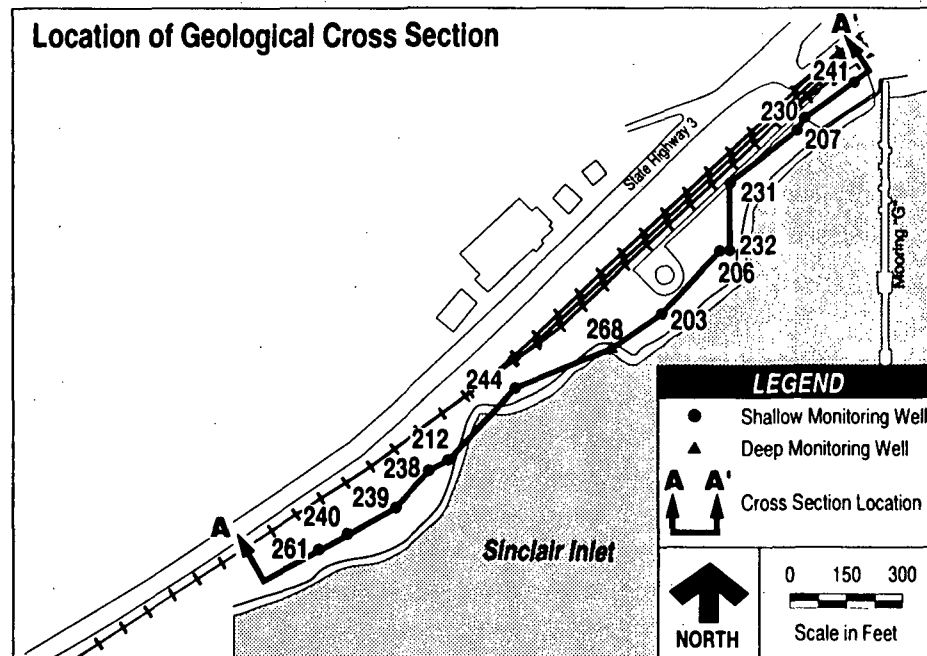 Location of Geological Cross Section
A'
241
230
207
State Highway 3
231
232
206
Mooring "G"
203
268
244
212
238
239
240
A
261
Sinclair Inlet
LEGEND
Shallow Monitoring Well
Deep Monitoring Well
A A'
Cross Section Location
NORTH
0 150 300
Scale in Feet